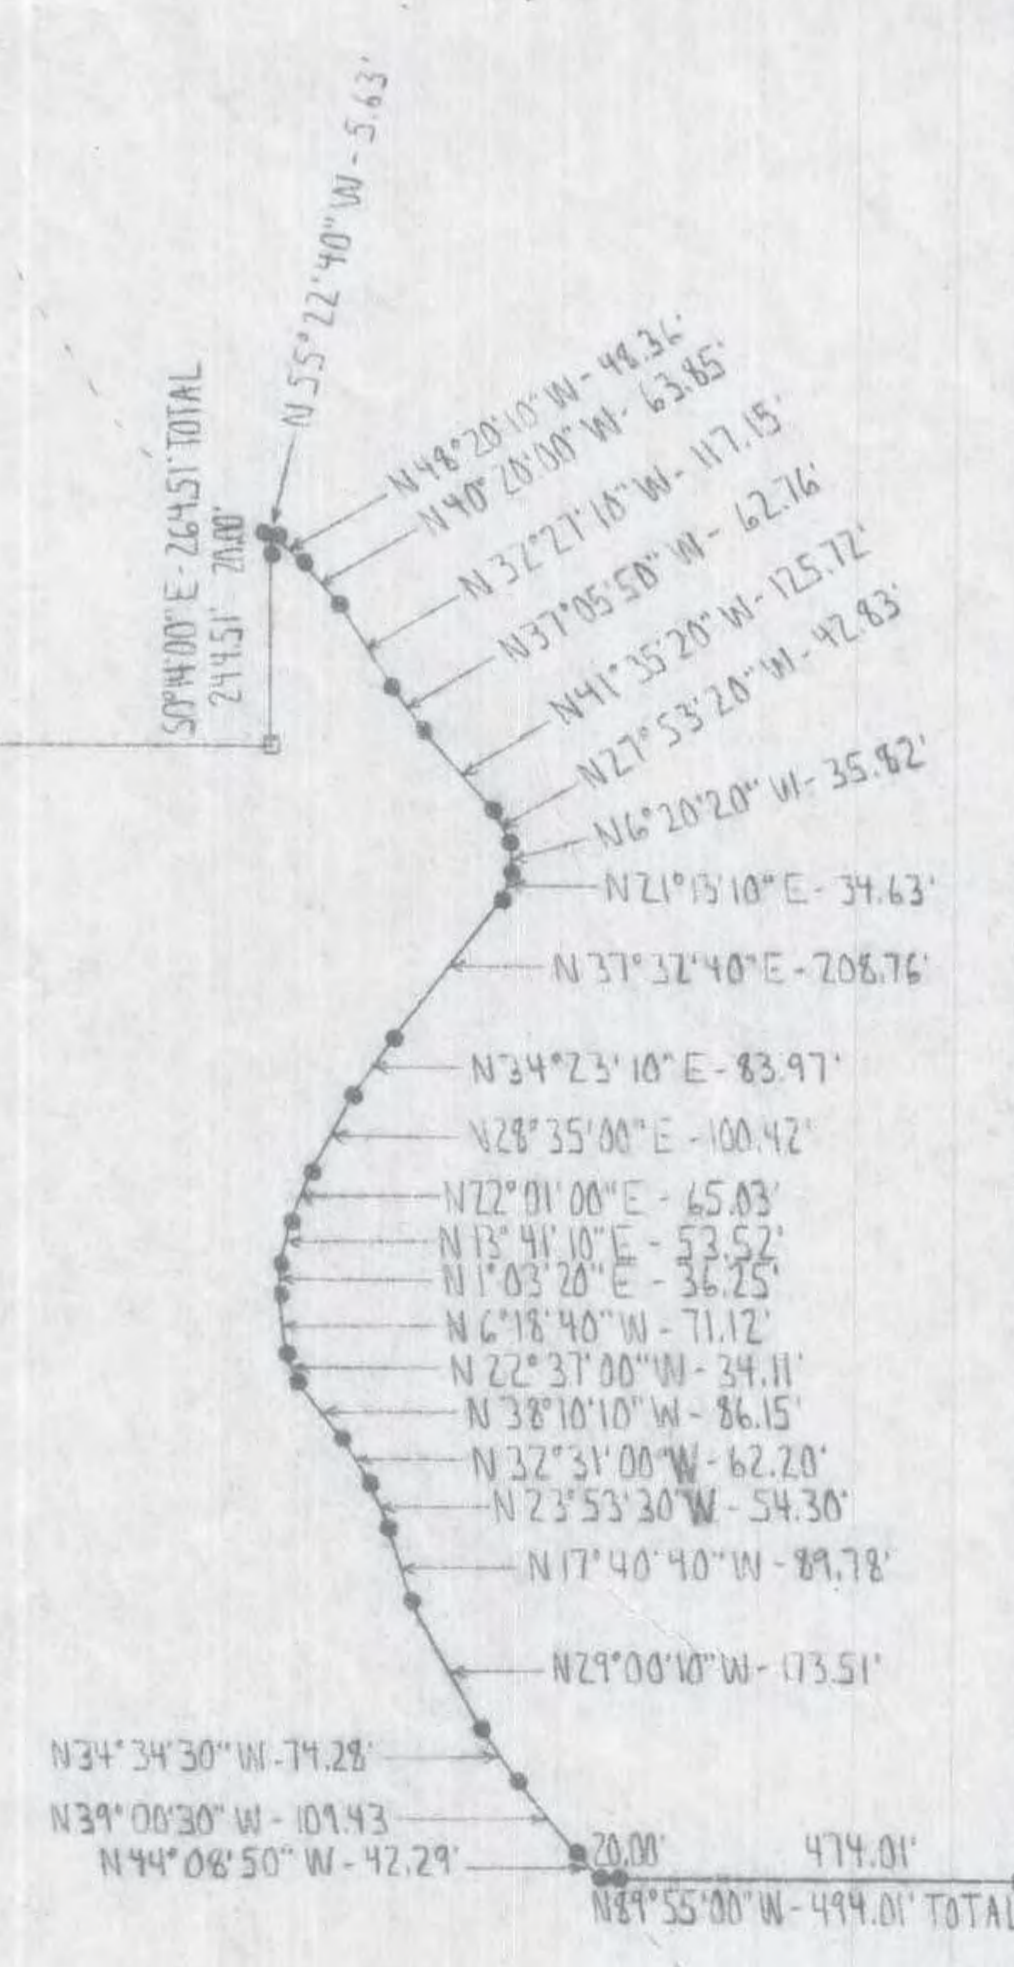 N55°22'40"W - 5.63'
S0°14'00"E - 264.51' TOTAL
244.51' 20.00'
N48°20'10"W - 48.36'
N40°20'00"W - 63.85'
N32°27'10"W - 117.15'
N37°05'50"W - 62.76'
N41°35'20"W - 125.72'
N27°53'20"W - 42.83'
N6°20'20"W - 35.82'
N21°13'10"E - 34.63'
N37°32'40"E - 208.76'
N34°23'10"E - 83.97'
N28°35'00"E - 100.42'
N22°01'00"E - 65.03'
N13°41'10"E - 53.52'
N1°03'20"E - 36.25'
N6°18'40"W - 71.12'
N22°37'00"W - 34.11'
N38°10'10"W - 86.15'
N32°31'00"W - 62.20'
N23°53'30"W - 54.30'
N17°40'40"W - 89.78'
N29°00'10"W - 173.51'
N34°34'30"W - 74.28'
N39°00'30"W - 109.43
N44°08'50"W - 42.29'
20.00' 474.01'
N89°55'00"W - 494.01' TOTAL